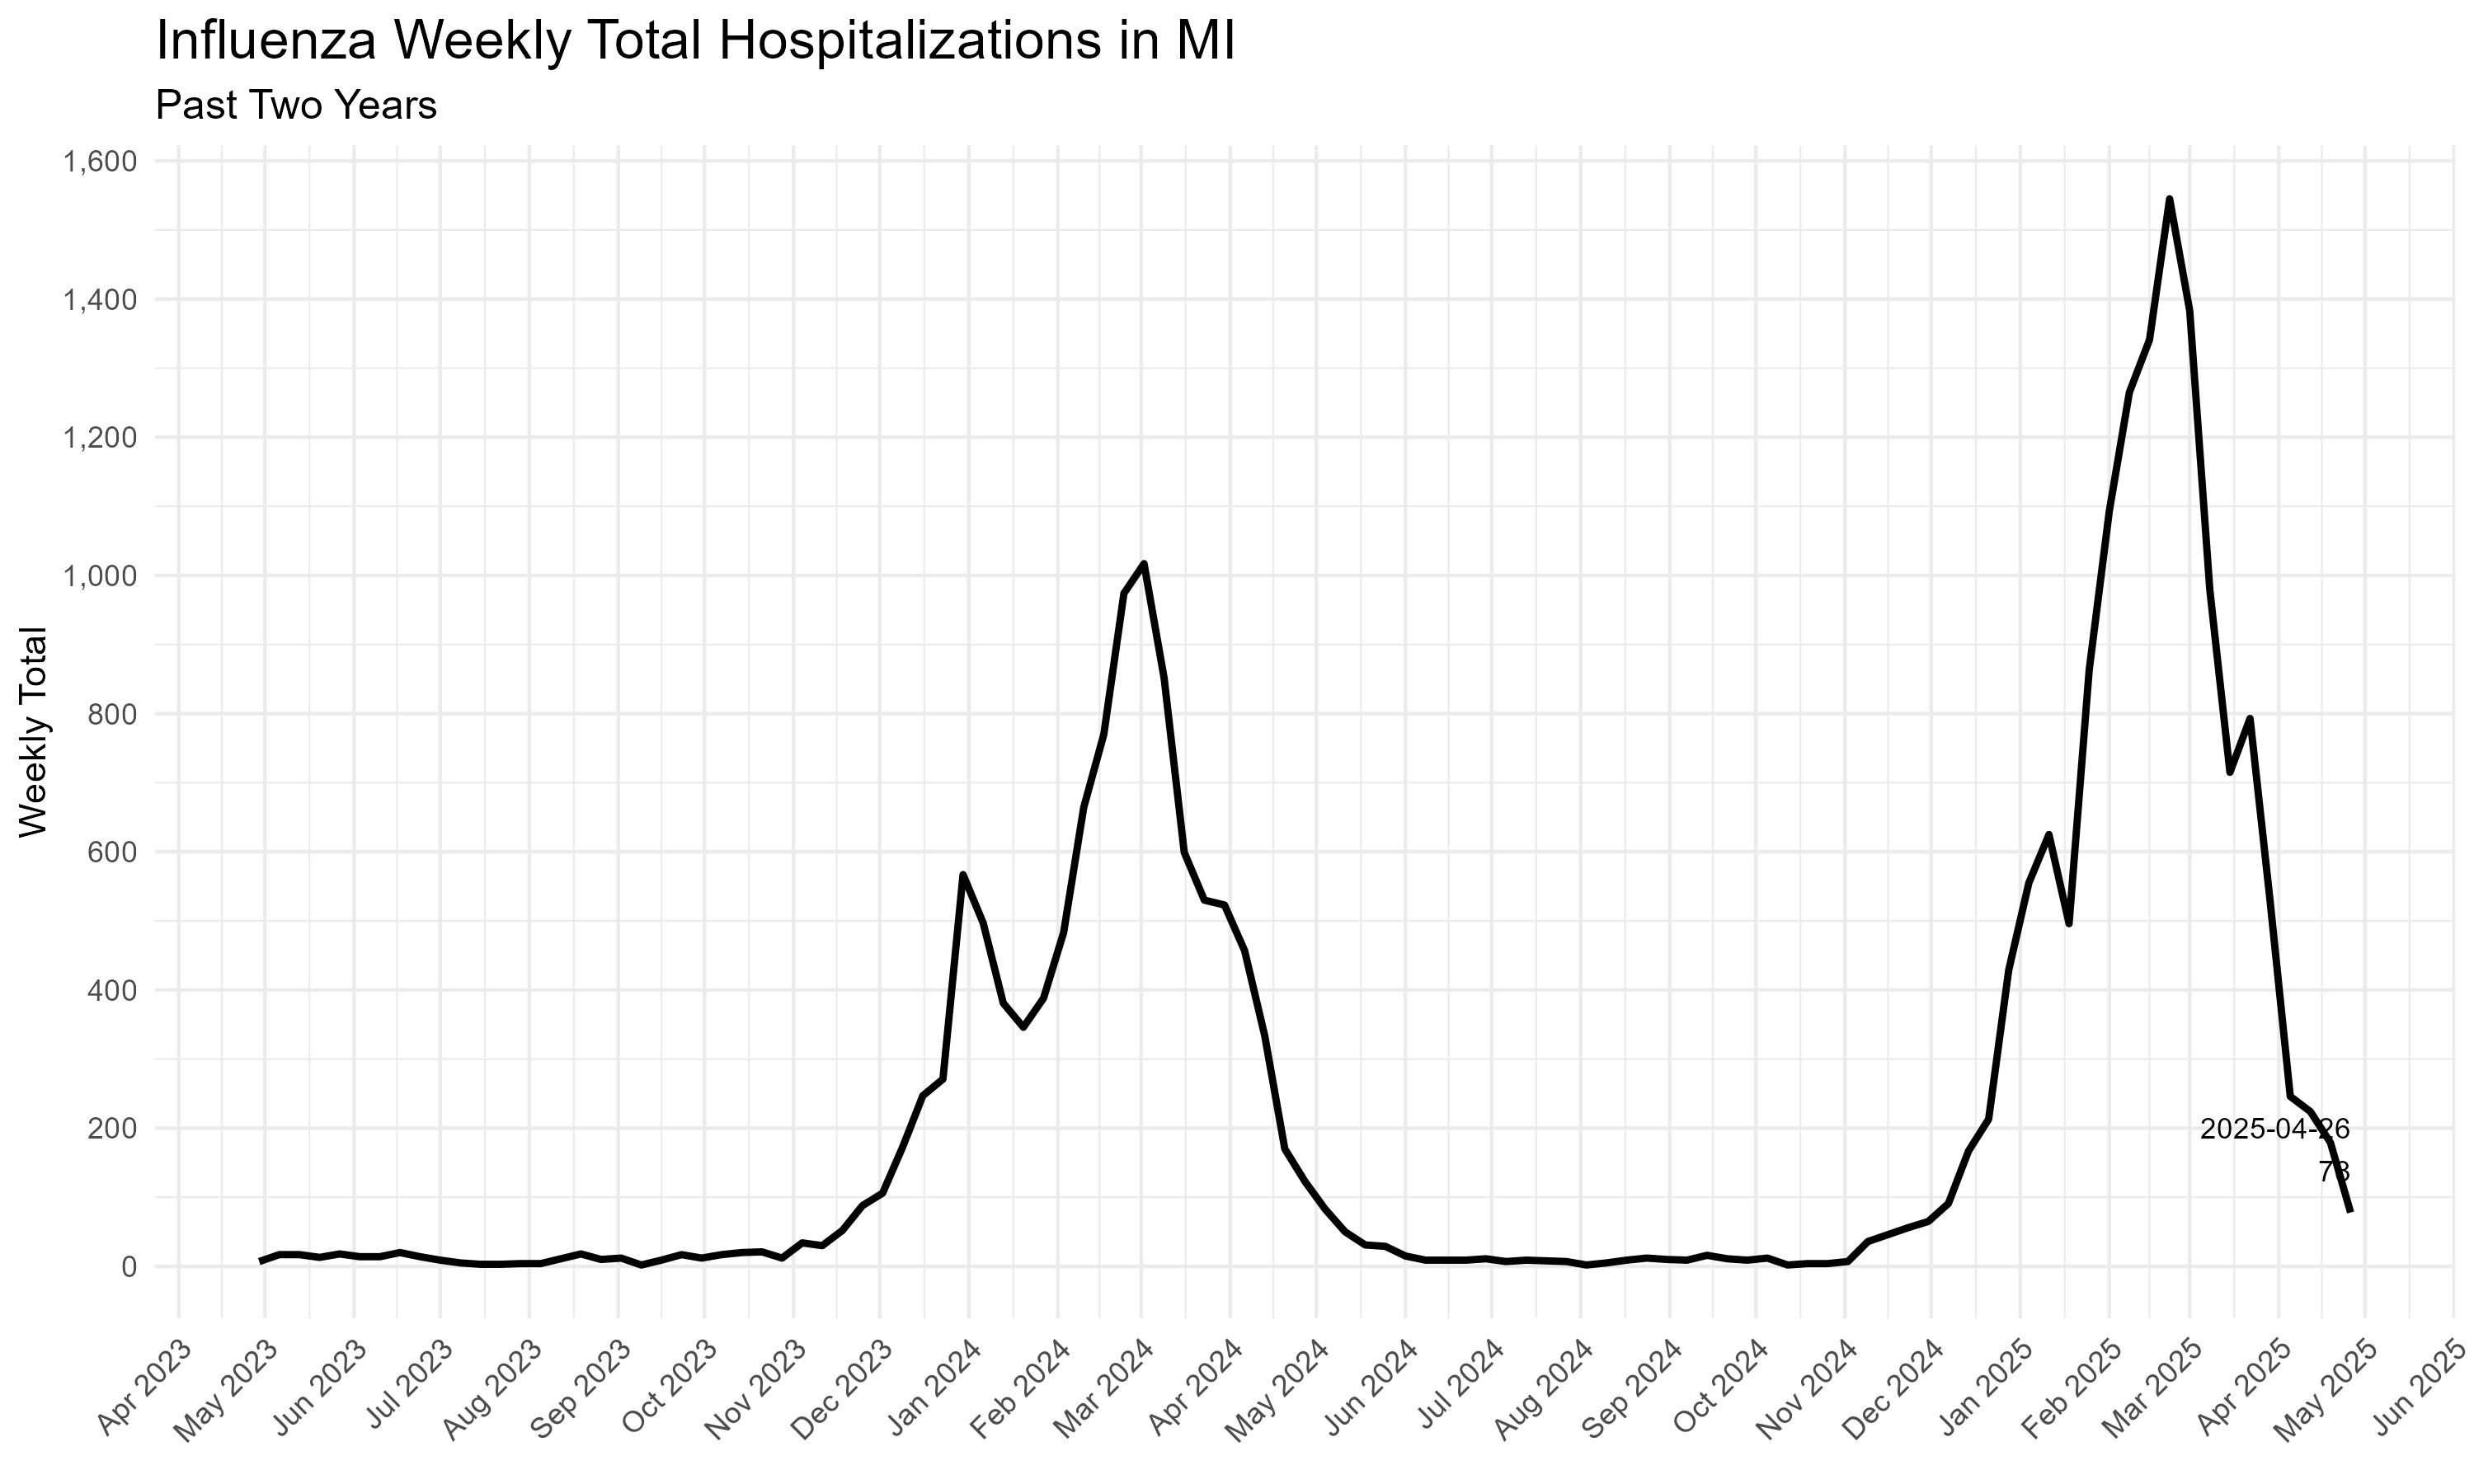 Influenza Weekly Total Hospitalizations in MI
Past Two Years
1,600
1,400
1,200
1,000
800
600
400
200
0
Weekly Total
2025-04-26
Apr 2023
May 2023
Jun 2023
Jul 2023
Aug 2023
Sep 2023
Oct 2023
Nov 2023
Dec 2023
Jan 2024
Feb 2024
Mar 2024
Apr 2024
May 2024
Jun 2024
Jul 2024
Aug 2024
Sep 2024
Oct 2024
Nov 2024
Dec 2024
Jan 2025
Feb 2025
Mar 2025
Apr 2025
May 2025
Jun 2025